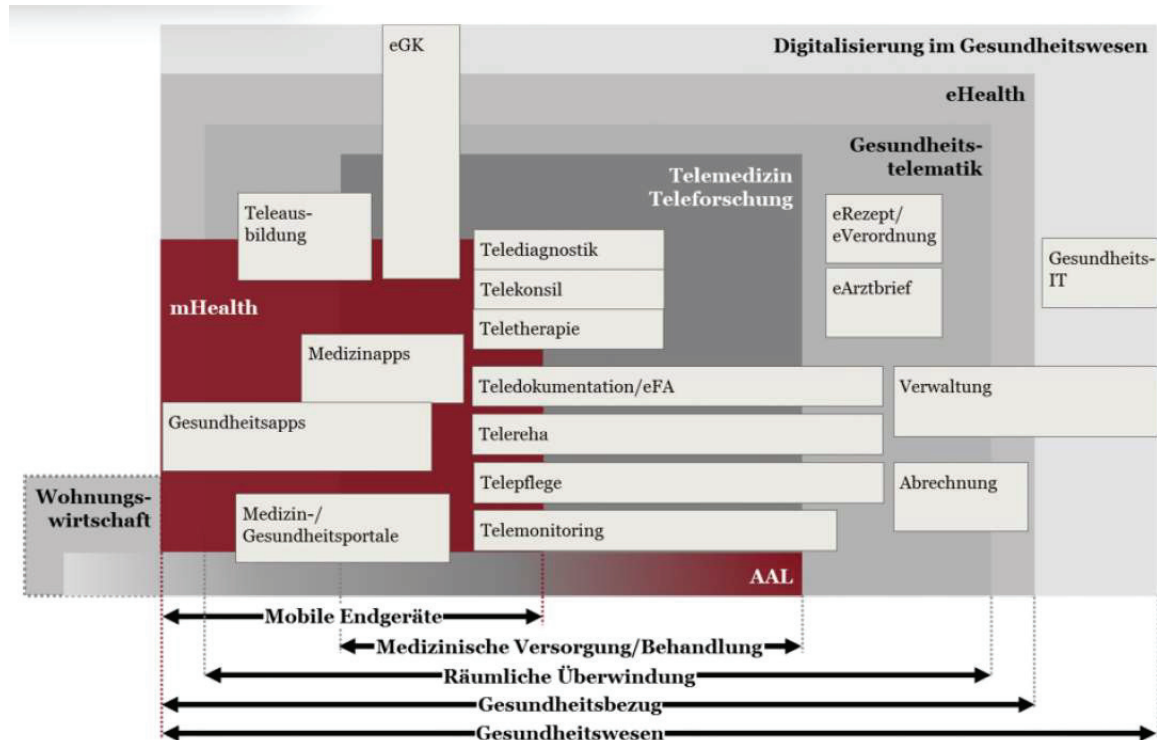 eGK
Digitalisierung im Gesundheitswesen
eHealth
Gesundheits-
telematik
Telemedizin
Teleforschung
Teleaus-
bildung
eRezept/
eVerordnung
Telediagnostik
Gesundheits-
IT
eArztbrief
Telekonsil
mHealth
Teletherapie
Medizinapps
Teledokumentation/eFA
Verwaltung
Gesundheitsapps
Telereha
Wohnungs-
wirtschaft
Telepflege
Abrechnung
Medizin-/
Gesundheitsportale
Telemonitoring
AAL
Mobile Endgeräte
Medizinische Versorgung/Behandlung
Räumliche Überwindung
Gesundheitsbezug
Gesundheitswesen